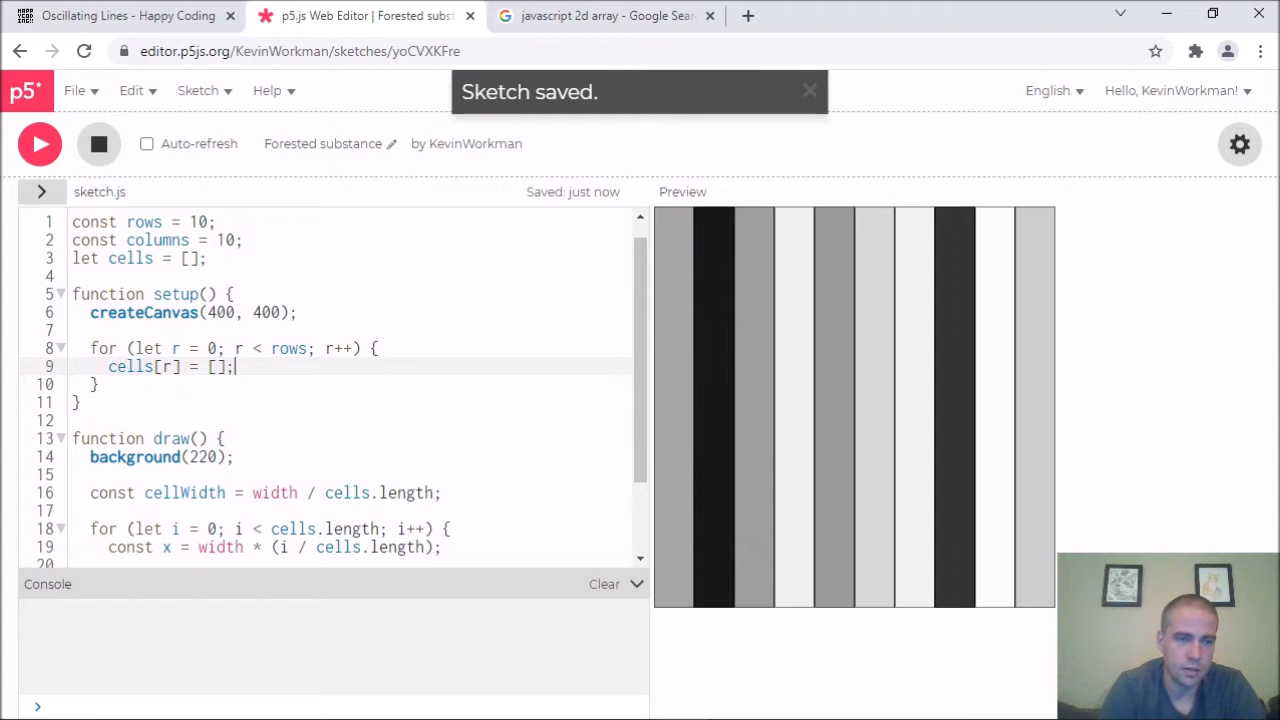 Oscillating Lines - Happy Coding
p5.js Web Editor | Forested subst
javascript 2d array - Google Sear
editor.p5js.org/KevinWorkman/sketches/yoCVXKFre
p5* File Edit Sketch Help
Sketch saved.
English Hello, KevinWorkman!
Auto-refresh Forested substance by KevinWorkman
sketch.js Saved: just now Preview
1 const rows = 10;
2 const columns = 10;
3 let cells = [];
4
5 function setup() {
6 createCanvas(400, 400);
7
8 for (let r = 0; r < rows; r++) {
9 cells[r] = [];
10 }
11 }
12
13 function draw() {
14 background(220);
15
16 const cellWidth = width / cells.length;
17
18 for (let i = 0; i < cells.length; i++) {
19 const x = width * (i / cells.length);
20
Console Clear
>